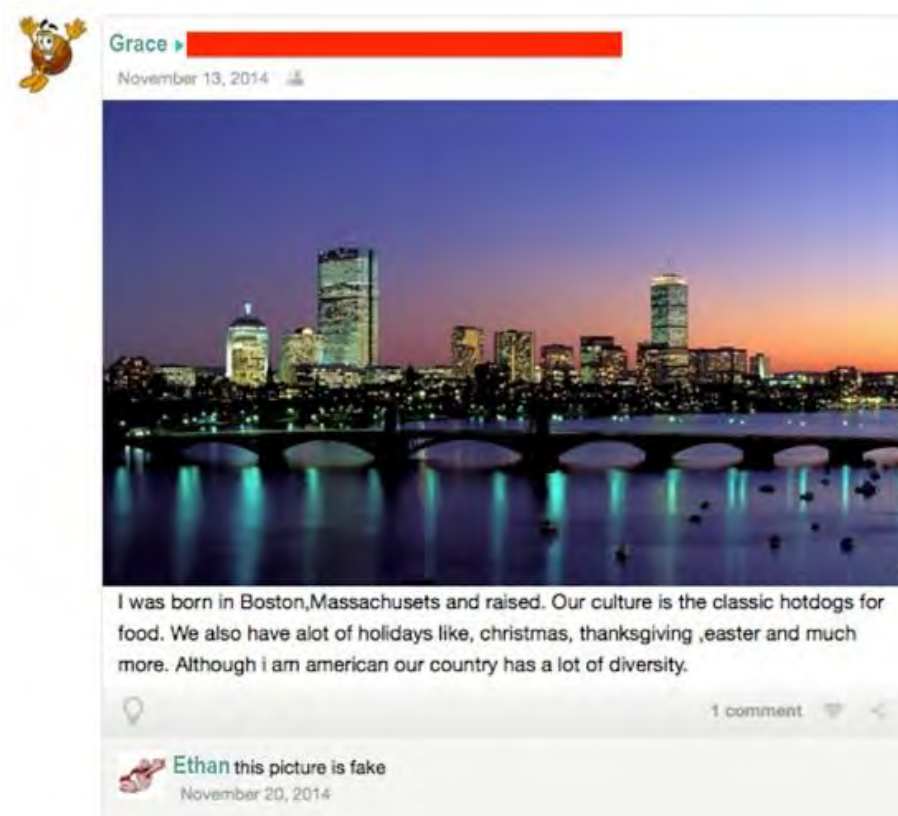 Grace
November 13, 2014
I was born in Boston,Massachusets and raised. Our culture is the classic hotdogs for
food. We also have alot of holidays like, christmas, thanksgiving ,easter and much
more. Although i am american our country has a lot of diversity.
1 comment
Ethan this picture is fake
November 20, 2014